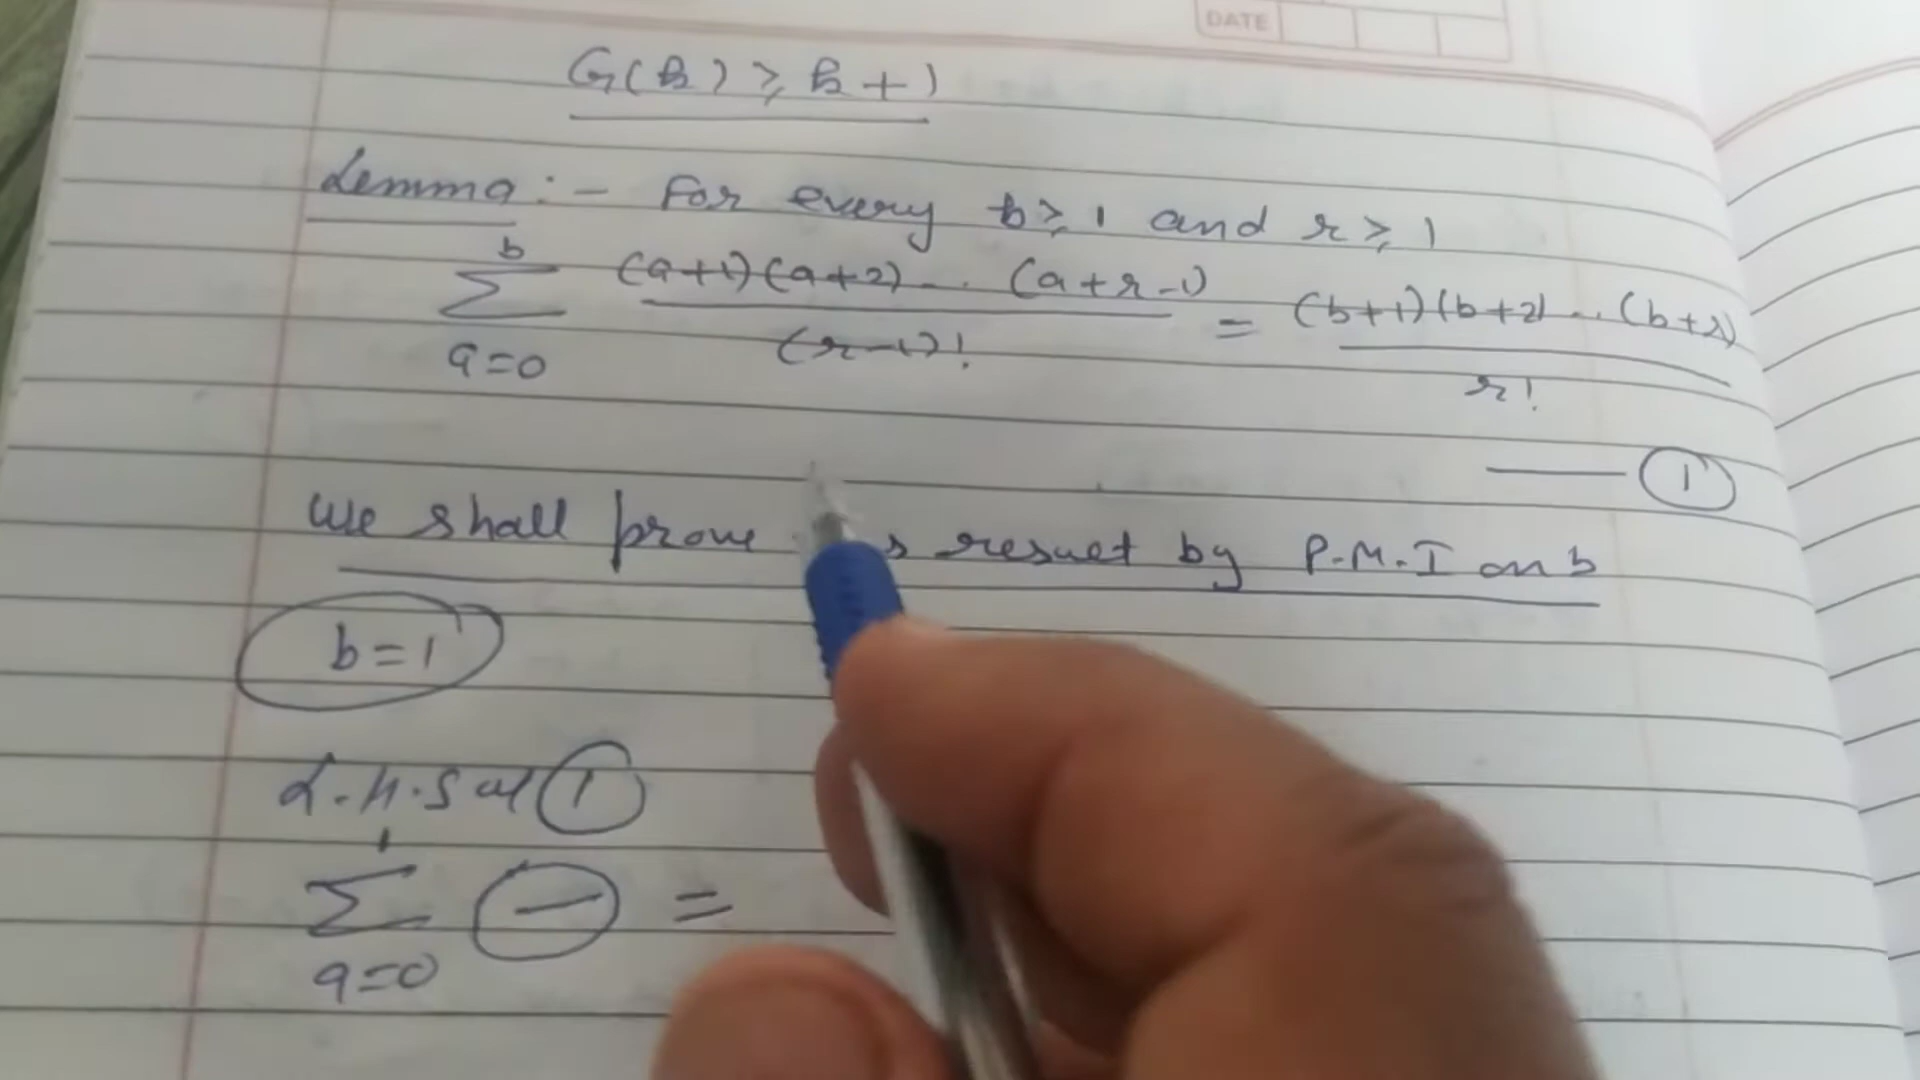 DATE
G(k) ≥ k + 1
Lemma :- For every b ≥ 1 and r ≥ 1
b
∑ (a+1)(a+2)... (a+r-1) / (r-1)! = (b+1)(b+2)...(b+r) / r!
a=0
1
We shall prove s result by P.M.I on b
b=1
L.H.S of 1
1
∑ — =
a=0